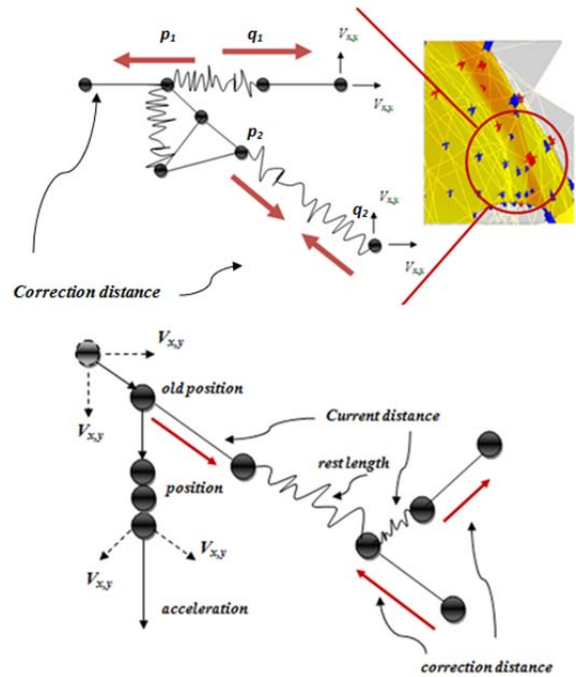 p1 q1
Vx,y
Vx,y
p2
q2
Vx,y
Vx,y
Correction distance
Vx,y
old position
Vx,y
Current distance
rest length
position
Vx,y
Vx,y
acceleration
correction distance